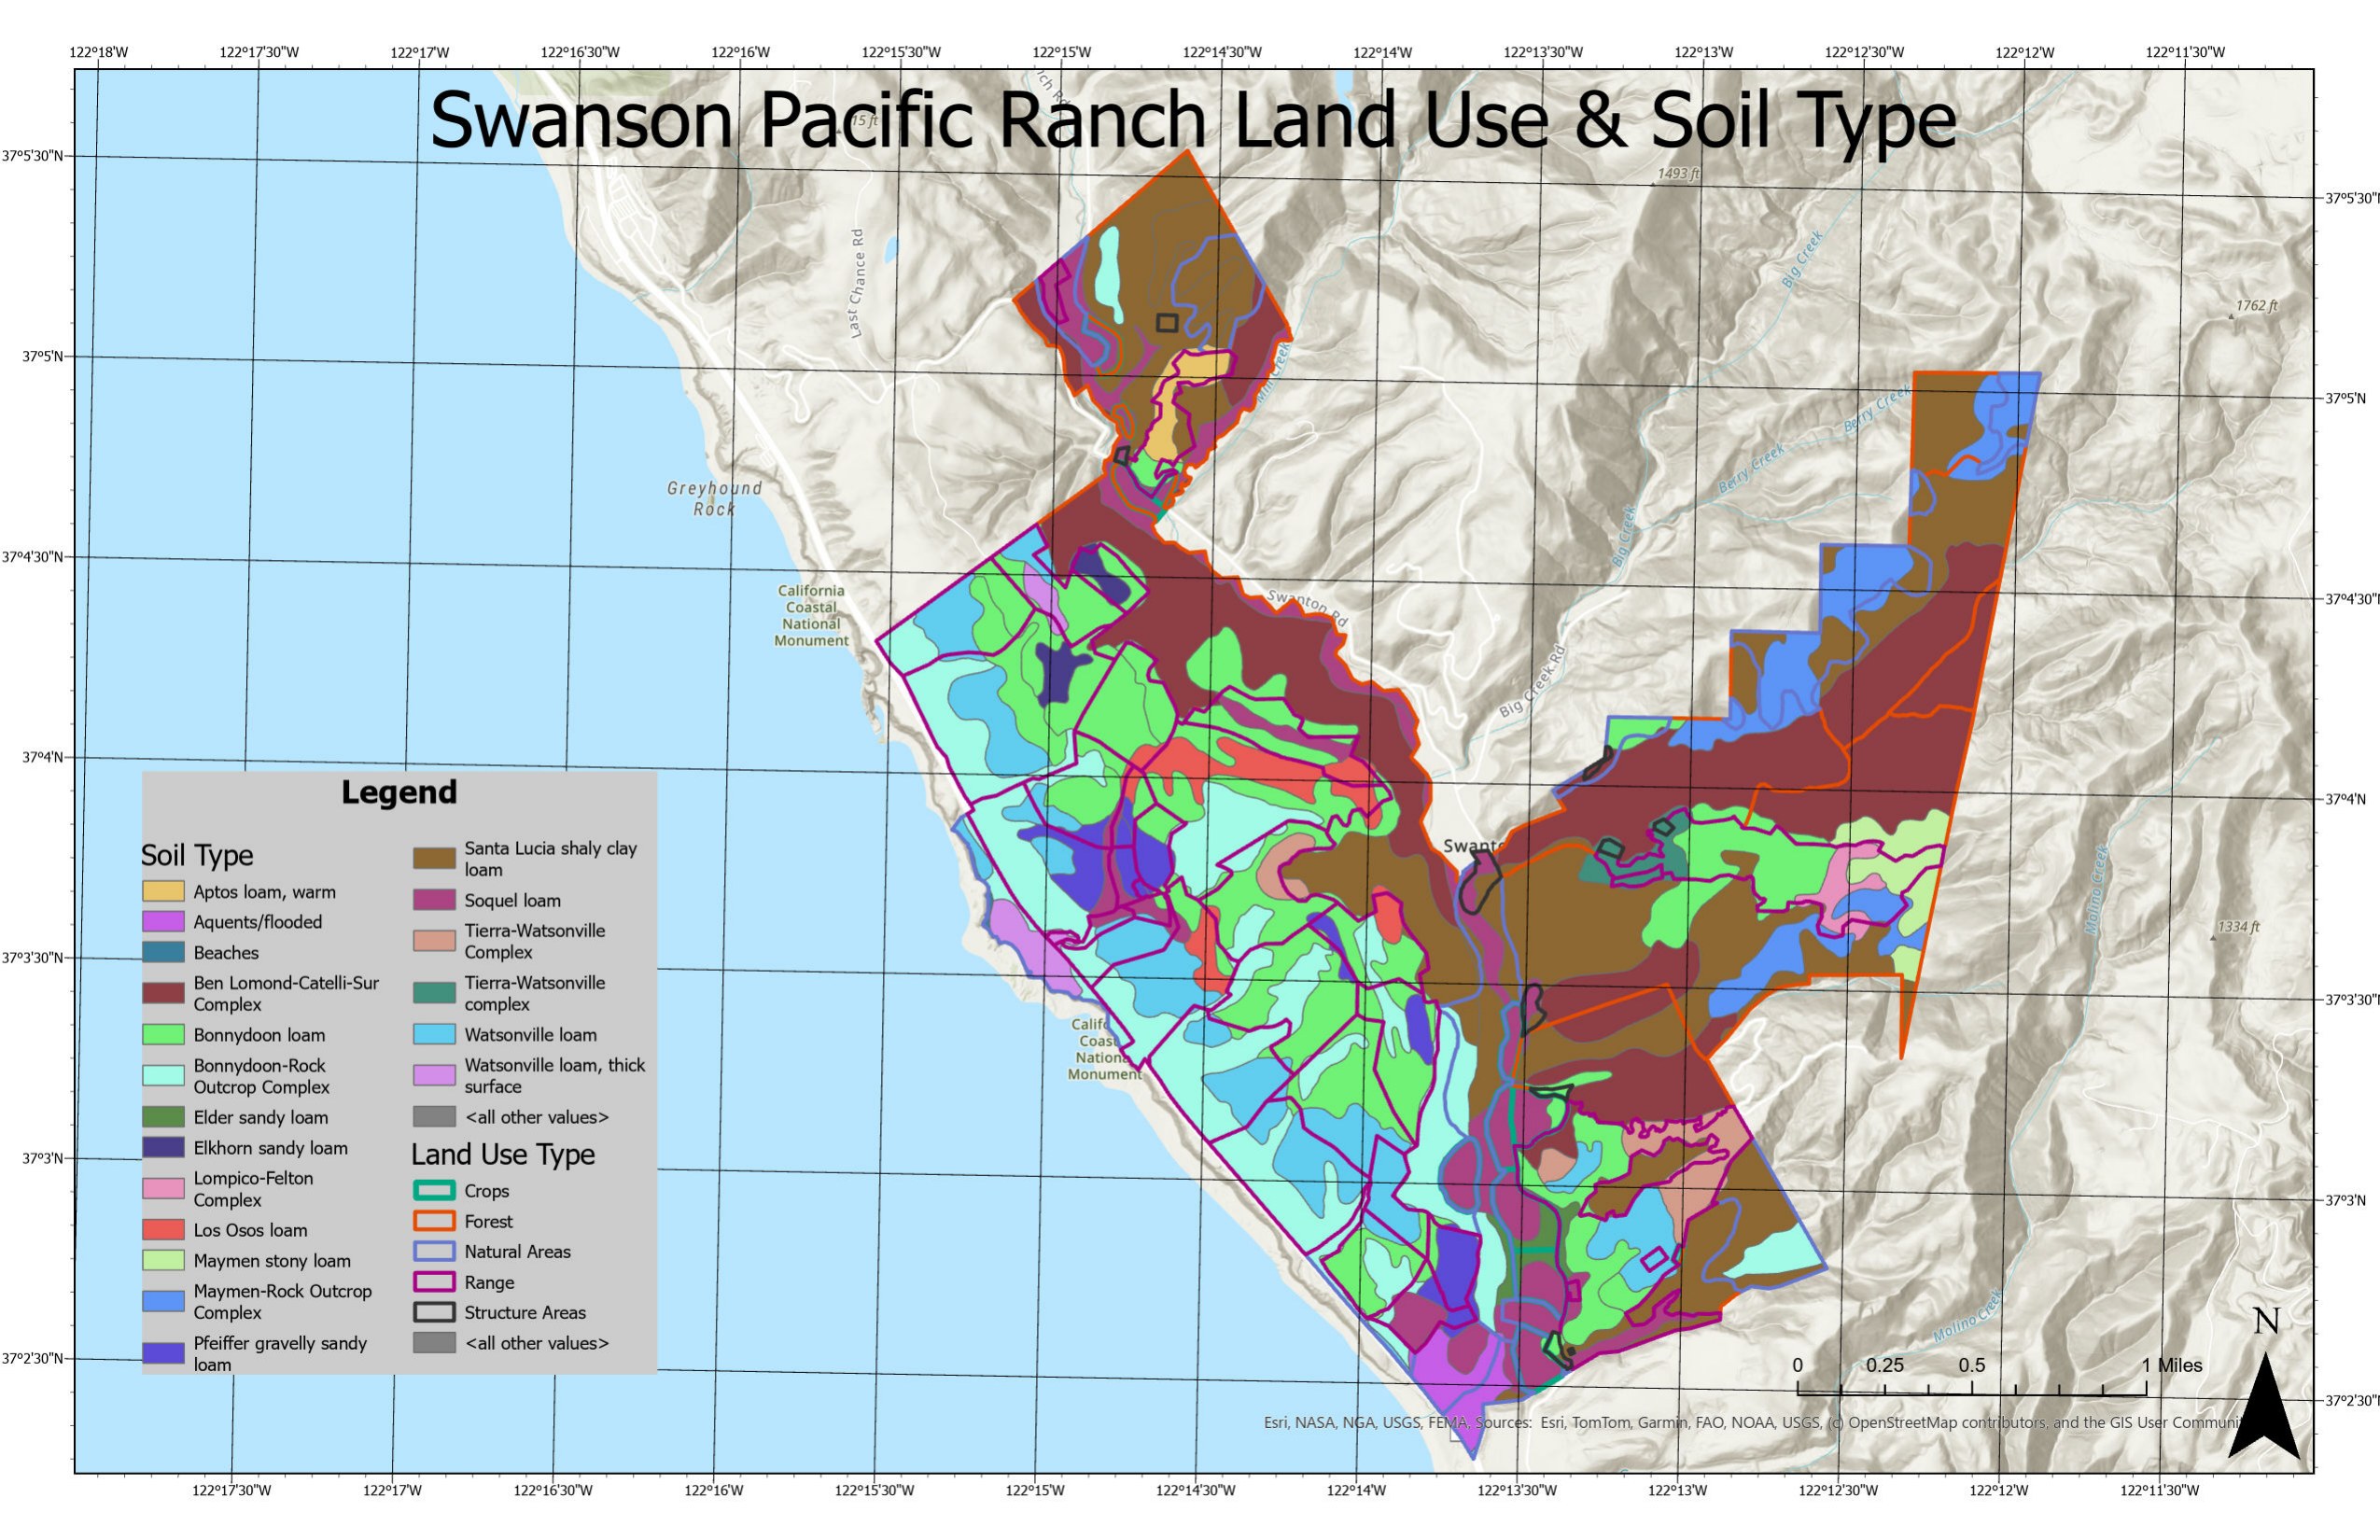 122°18'W 122°17'30"W 122°17'W 122°16'30"W 122°16'W 122°15'30"W 122°15'W 122°14'30"W 122°14'W 122°13'30"W 122°13'W 122°12'30"W 122°12'W 122°11'30"W
Swanson Pacific Ranch Land Use & Soil Type
rch Rd
15 ft
1493 ft
37°5'30"N
37°5'30"N
Last Chance Rd
Big Creek
1762 ft
37°5'N
Mill Creek
37°5'N
Berry Creek
Berry Creek
Greyhound
Rock
Big Creek
37°4'30"N
37°4'30"N
California
Coastal
National
Monument
Swanton Rd
Big Creek Rd
37°4'N
37°4'N
Swanto
Molino Creek
1334 ft
37°3'30"N
37°3'30"N
Califo
Coast
Nationa
Monument
37°3'N
37°3'N
Molino Creek
37°2'30"N
37°2'30"N
Legend
Soil Type
Aptos loam, warm
Aquents/flooded
Beaches
Ben Lomond-Catelli-Sur
Complex
Bonnydoon loam
Bonnydoon-Rock
Outcrop Complex
Elder sandy loam
Elkhorn sandy loam
Lompico-Felton
Complex
Los Osos loam
Maymen stony loam
Maymen-Rock Outcrop
Complex
Pfeiffer gravelly sandy
loam
Santa Lucia shaly clay
loam
Soquel loam
Tierra-Watsonville
Complex
Tierra-Watsonville
complex
Watsonville loam
Watsonville loam, thick
surface
<all other values>
Land Use Type
Crops
Forest
Natural Areas
Range
Structure Areas
<all other values>
N
0 0.25 0.5 1 Miles
Esri, NASA, NGA, USGS, FEMA, Sources: Esri, TomTom, Garmin, FAO, NOAA, USGS, (c) OpenStreetMap contributors, and the GIS User Communi
122°17'30"W 122°17'W 122°16'30"W 122°16'W 122°15'30"W 122°15'W 122°14'30"W 122°14'W 122°13'30"W 122°13'W 122°12'30"W 122°12'W 122°11'30"W